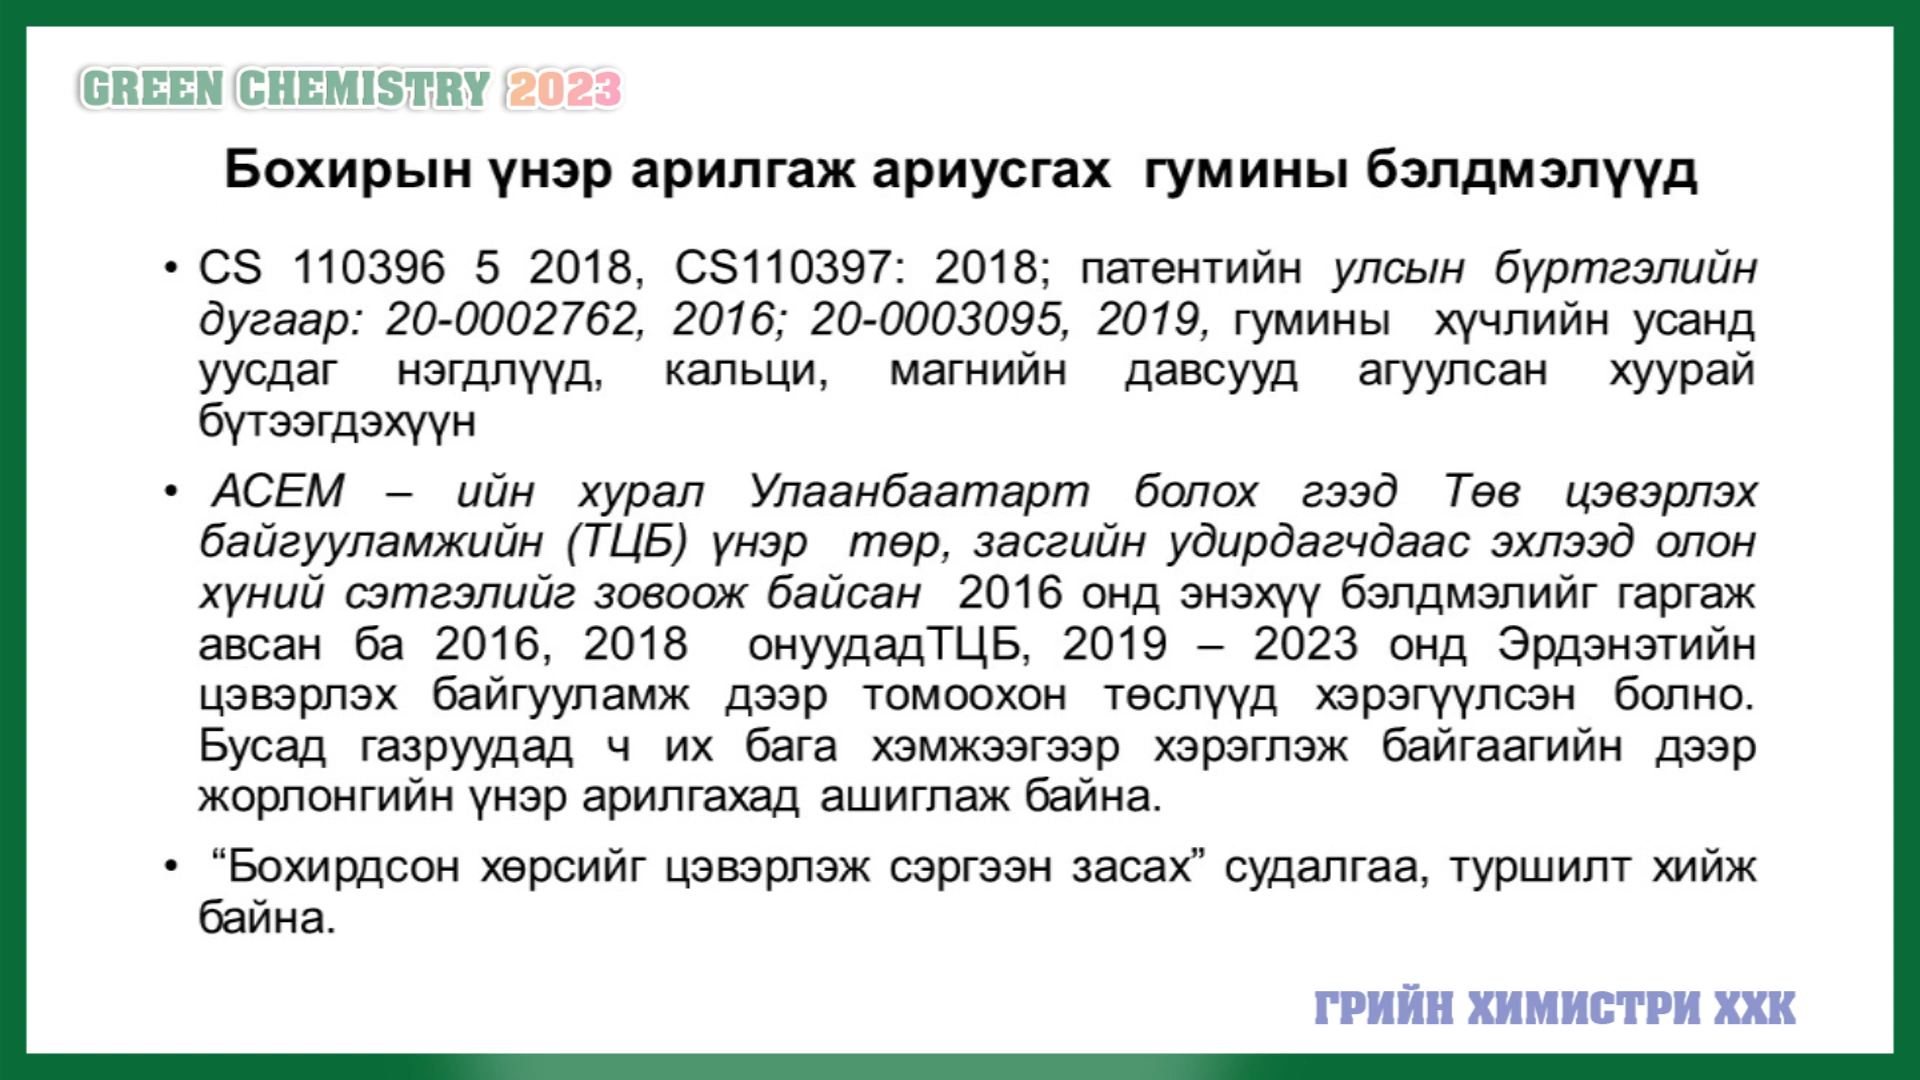 GREEN CHEMISTRY 2023
Бохирын үнэр арилгаж ариусгах гумины бэлдмэлүүд
• CS 110396 5 2018, CS110397: 2018; патентийн улсын бүртгэлийн
дугаар: 20-0002762, 2016; 20-0003095, 2019, гумины хүчлийн усанд
уусдаг нэгдлүүд, кальци, магнийн давсууд агуулсан хуурай
бүтээгдэхүүн
• АСЕМ – ийн хурал Улаанбаатарт болох гээд Төв цэвэрлэх
байгууламжийн (ТЦБ) үнэр төр, засгийн удирдагчдаас эхлээд олон
хүний сэтгэлийг зовоож байсан 2016 онд энэхүү бэлдмэлийг гаргаж
авсан ба 2016, 2018 онуудадТЦБ, 2019 – 2023 онд Эрдэнэтийн
цэвэрлэх байгууламж дээр томоохон төслүүд хэрэгүүлсэн болно.
Бусад газруудад ч их бага хэмжээгээр хэрэглэж байгаагийн дээр
жорлонгийн үнэр арилгахад ашиглаж байна.
• “Бохирдсон хөрсийг цэвэрлэж сэргээн засах” судалгаа, туршилт хийж
байна.
ГРИЙН ХИМИСТРИ ХХК